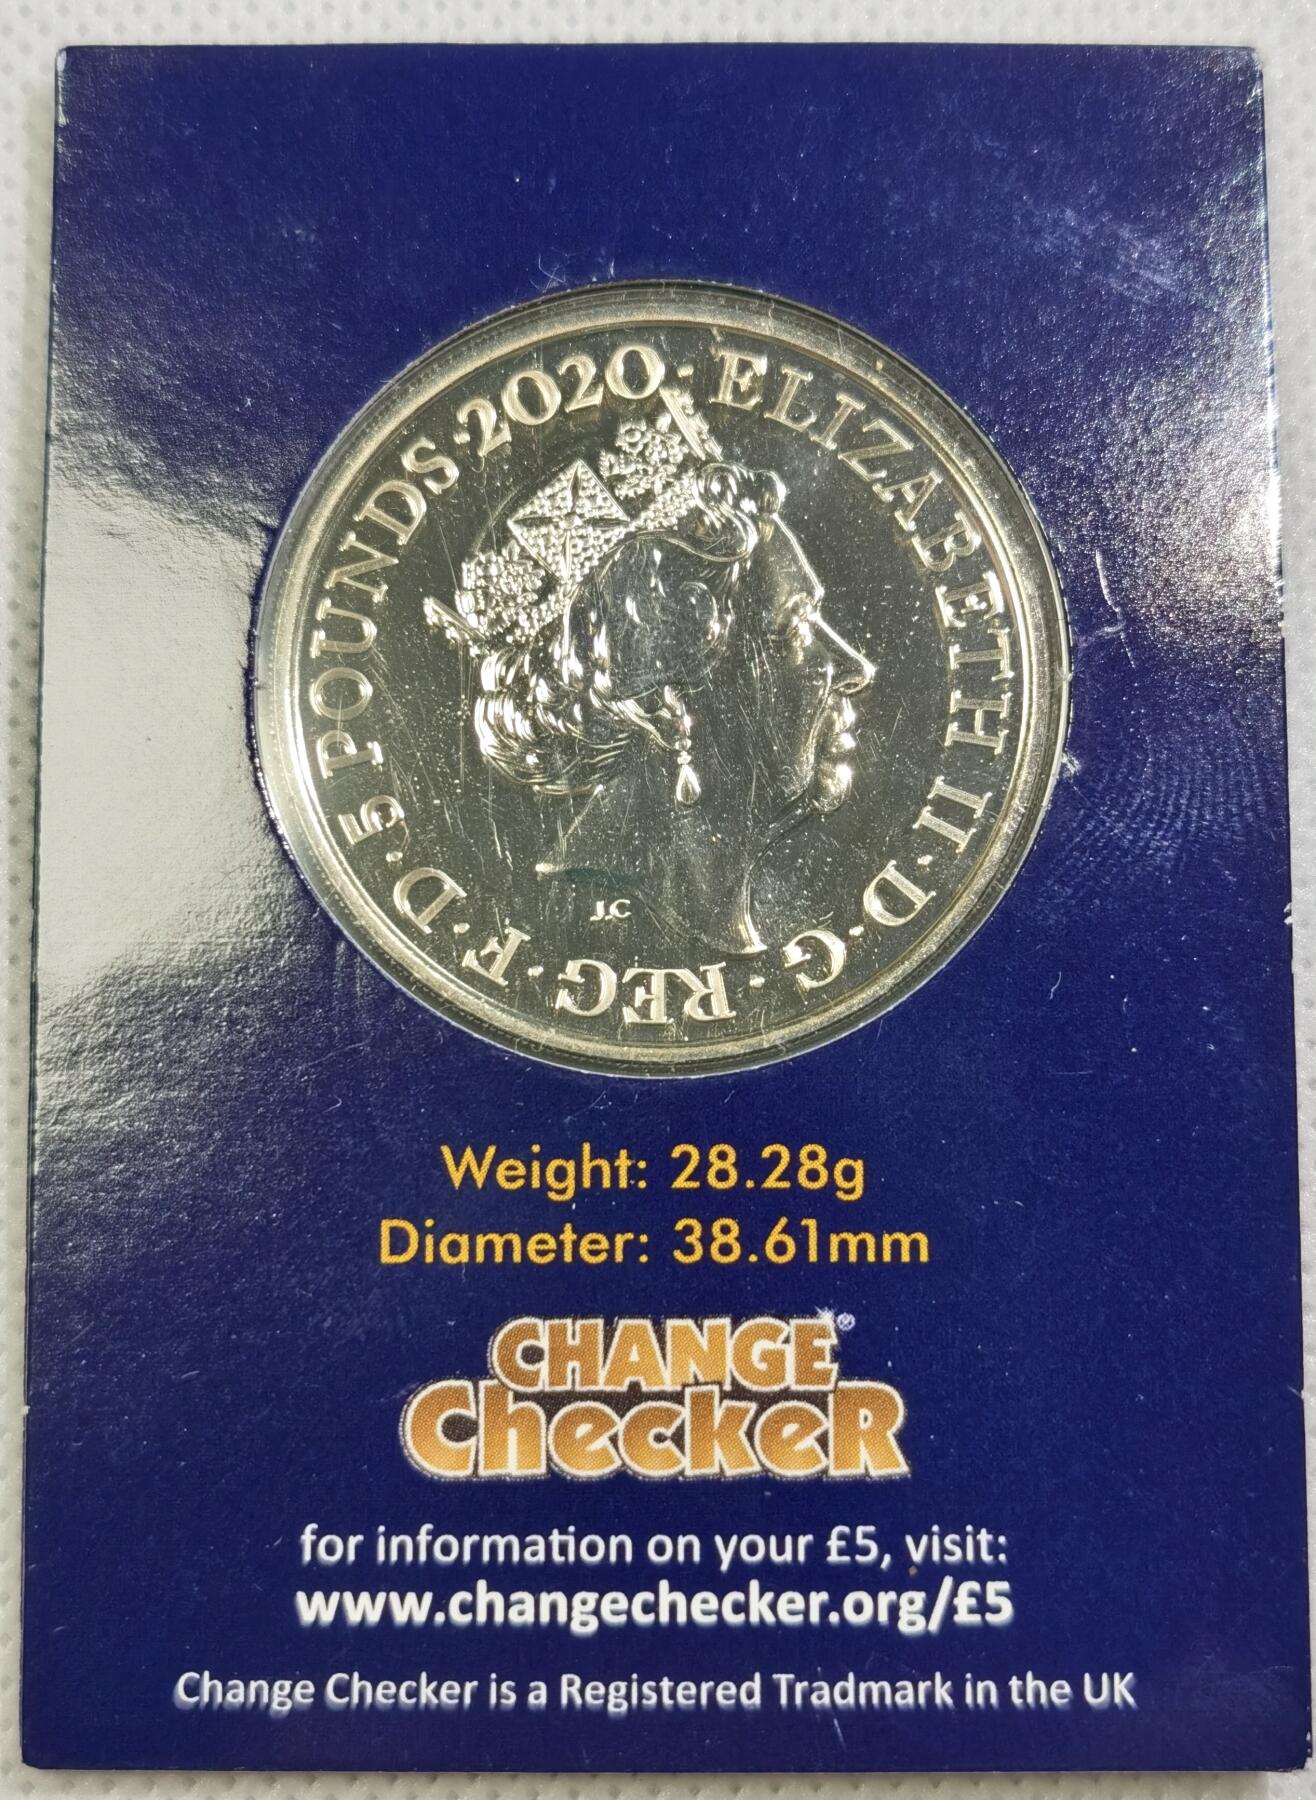 ELIZABETH II · D · G · REG · F · D · 5 POUNDS · 2020 ·
J.C
Weight: 28.28g
Diameter: 38.61mm
CHANGE
CheckeR®
for information on your £5, visit:
www.changechecker.org/£5
Change Checker is a Registered Tradmark in the UK